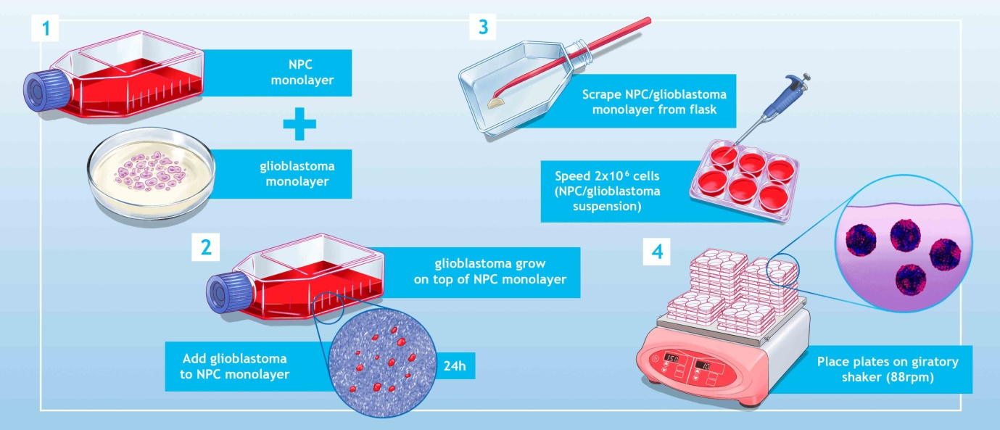 1
NPC
monolayer
glioblastoma
monolayer
2
glioblastoma grow
on top of NPC monolayer
Add glioblastoma
to NPC monolayer
24h
3
Scrape NPC/glioblastoma
monolayer from flask
Speed 2x10⁶ cells
(NPC/glioblastoma
suspension)
4
Place plates on giratory
shaker (88rpm)